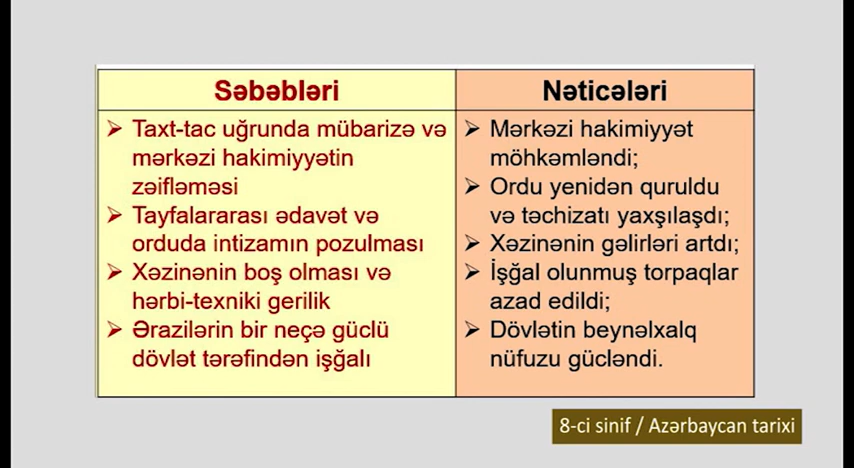 Səbəbləri
Taxt-tac uğrunda mübarizə və
mərkəzi hakimiyyətin
zəifləməsi
Tayfalararası ədavət və
orduda intizamın pozulması
Xəzinənin boş olması və
hərbi-texniki gerilik
Ərazilərin bir neçə güclü
dövlət tərəfindən işğalı
Nəticələri
Mərkəzi hakimiyyət
möhkəmləndi;
Ordu yenidən quruldu
və təchizatı yaxşılaşdı;
Xəzinənin gəlirləri artdı;
İşğal olunmuş torpaqlar
azad edildi;
Dövlətin beynəlxalq
nüfuzu gücləndi.
8-ci sinif / Azərbaycan tarixi